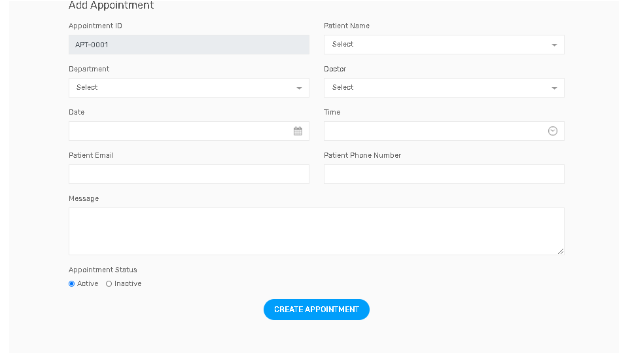 Add Appointment
Appointment ID
Patient Name
APT-0001
Select
Department
Doctor
Select
Select
Date
Time
Patient Email
Patient Phone Number
Message
Appointment Status
Active
Inactive
CREATE APPOINTMENT